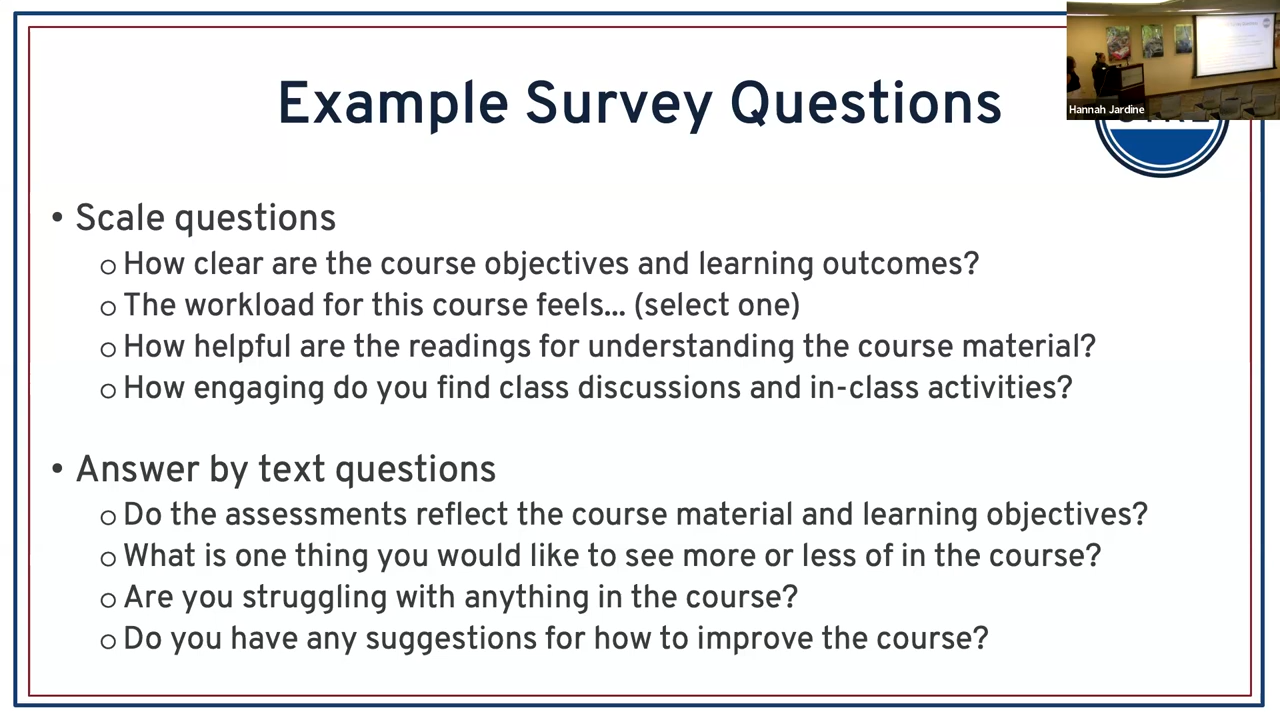 Example Survey Questions
Hannah Jardine
• Scale questions
o How clear are the course objectives and learning outcomes?
o The workload for this course feels... (select one)
o How helpful are the readings for understanding the course material?
o How engaging do you find class discussions and in-class activities?
• Answer by text questions
o Do the assessments reflect the course material and learning objectives?
o What is one thing you would like to see more or less of in the course?
o Are you struggling with anything in the course?
o Do you have any suggestions for how to improve the course?